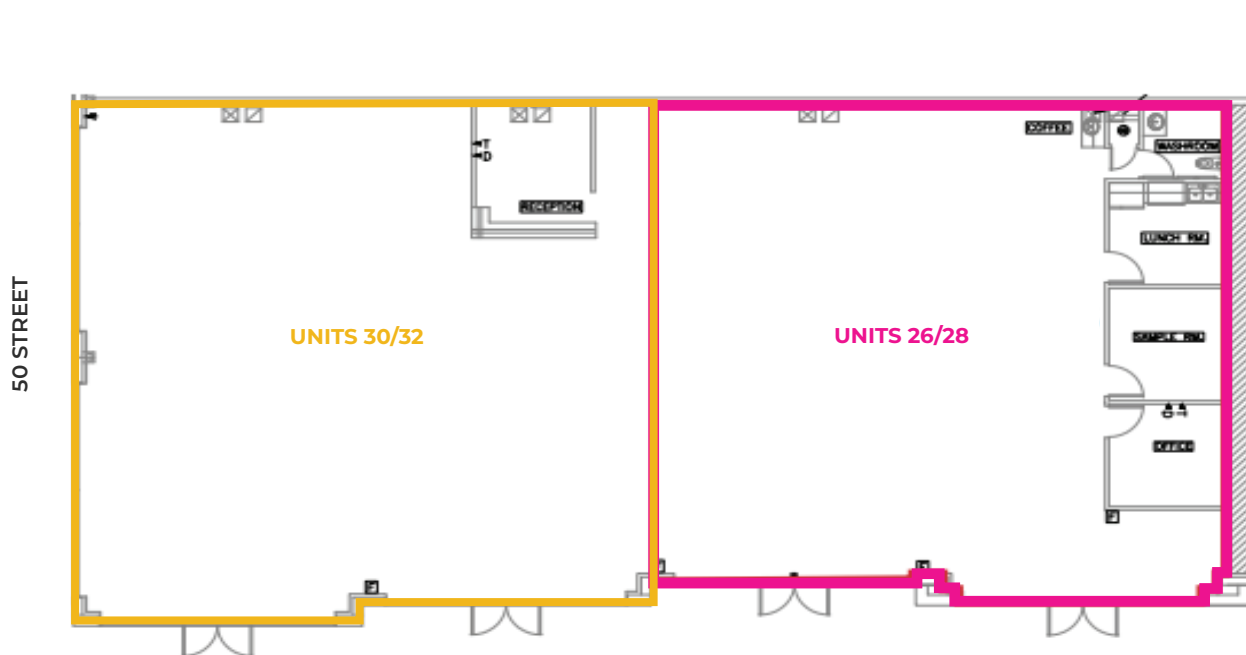 COFFEE
WASHROOM
T
D
RECEPTION
LUNCH RM.
50 STREET
UNITS 30/32
UNITS 26/28
SAMPLE RM.
D T
OFFICE
F
F
F